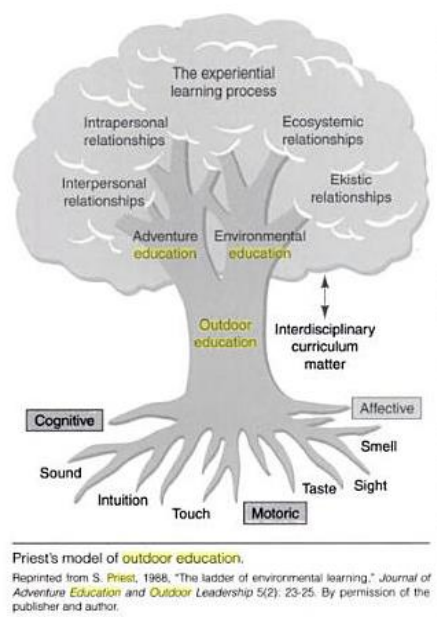 The experiential
learning process
Intrapersonal
relationships
Ecosystemic
relationships
Interpersonal
relationships
Ekistic
relationships
Adventure
education
Environmental
education
Outdoor
education
Interdisciplinary
curriculum
matter
Cognitive
Affective
Smell
Sound
Sight
Taste
Intuition
Touch
Motoric
Priest's model of outdoor education.
Reprinted from S. Priest, 1988, "The ladder of environmental learning," Journal of
Adventure Education and Outdoor Leadership 5(2): 23-25. By permission of the
publisher and author.